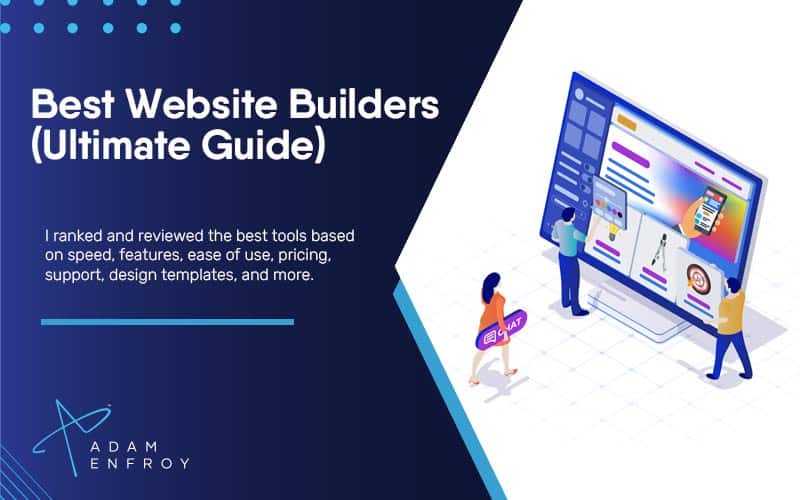 Best Website Builders
(Ultimate Guide)
I ranked and reviewed the best tools based
on speed, features, ease of use, pricing,
support, design templates, and more.
CHAT
ADAM
ENFROY